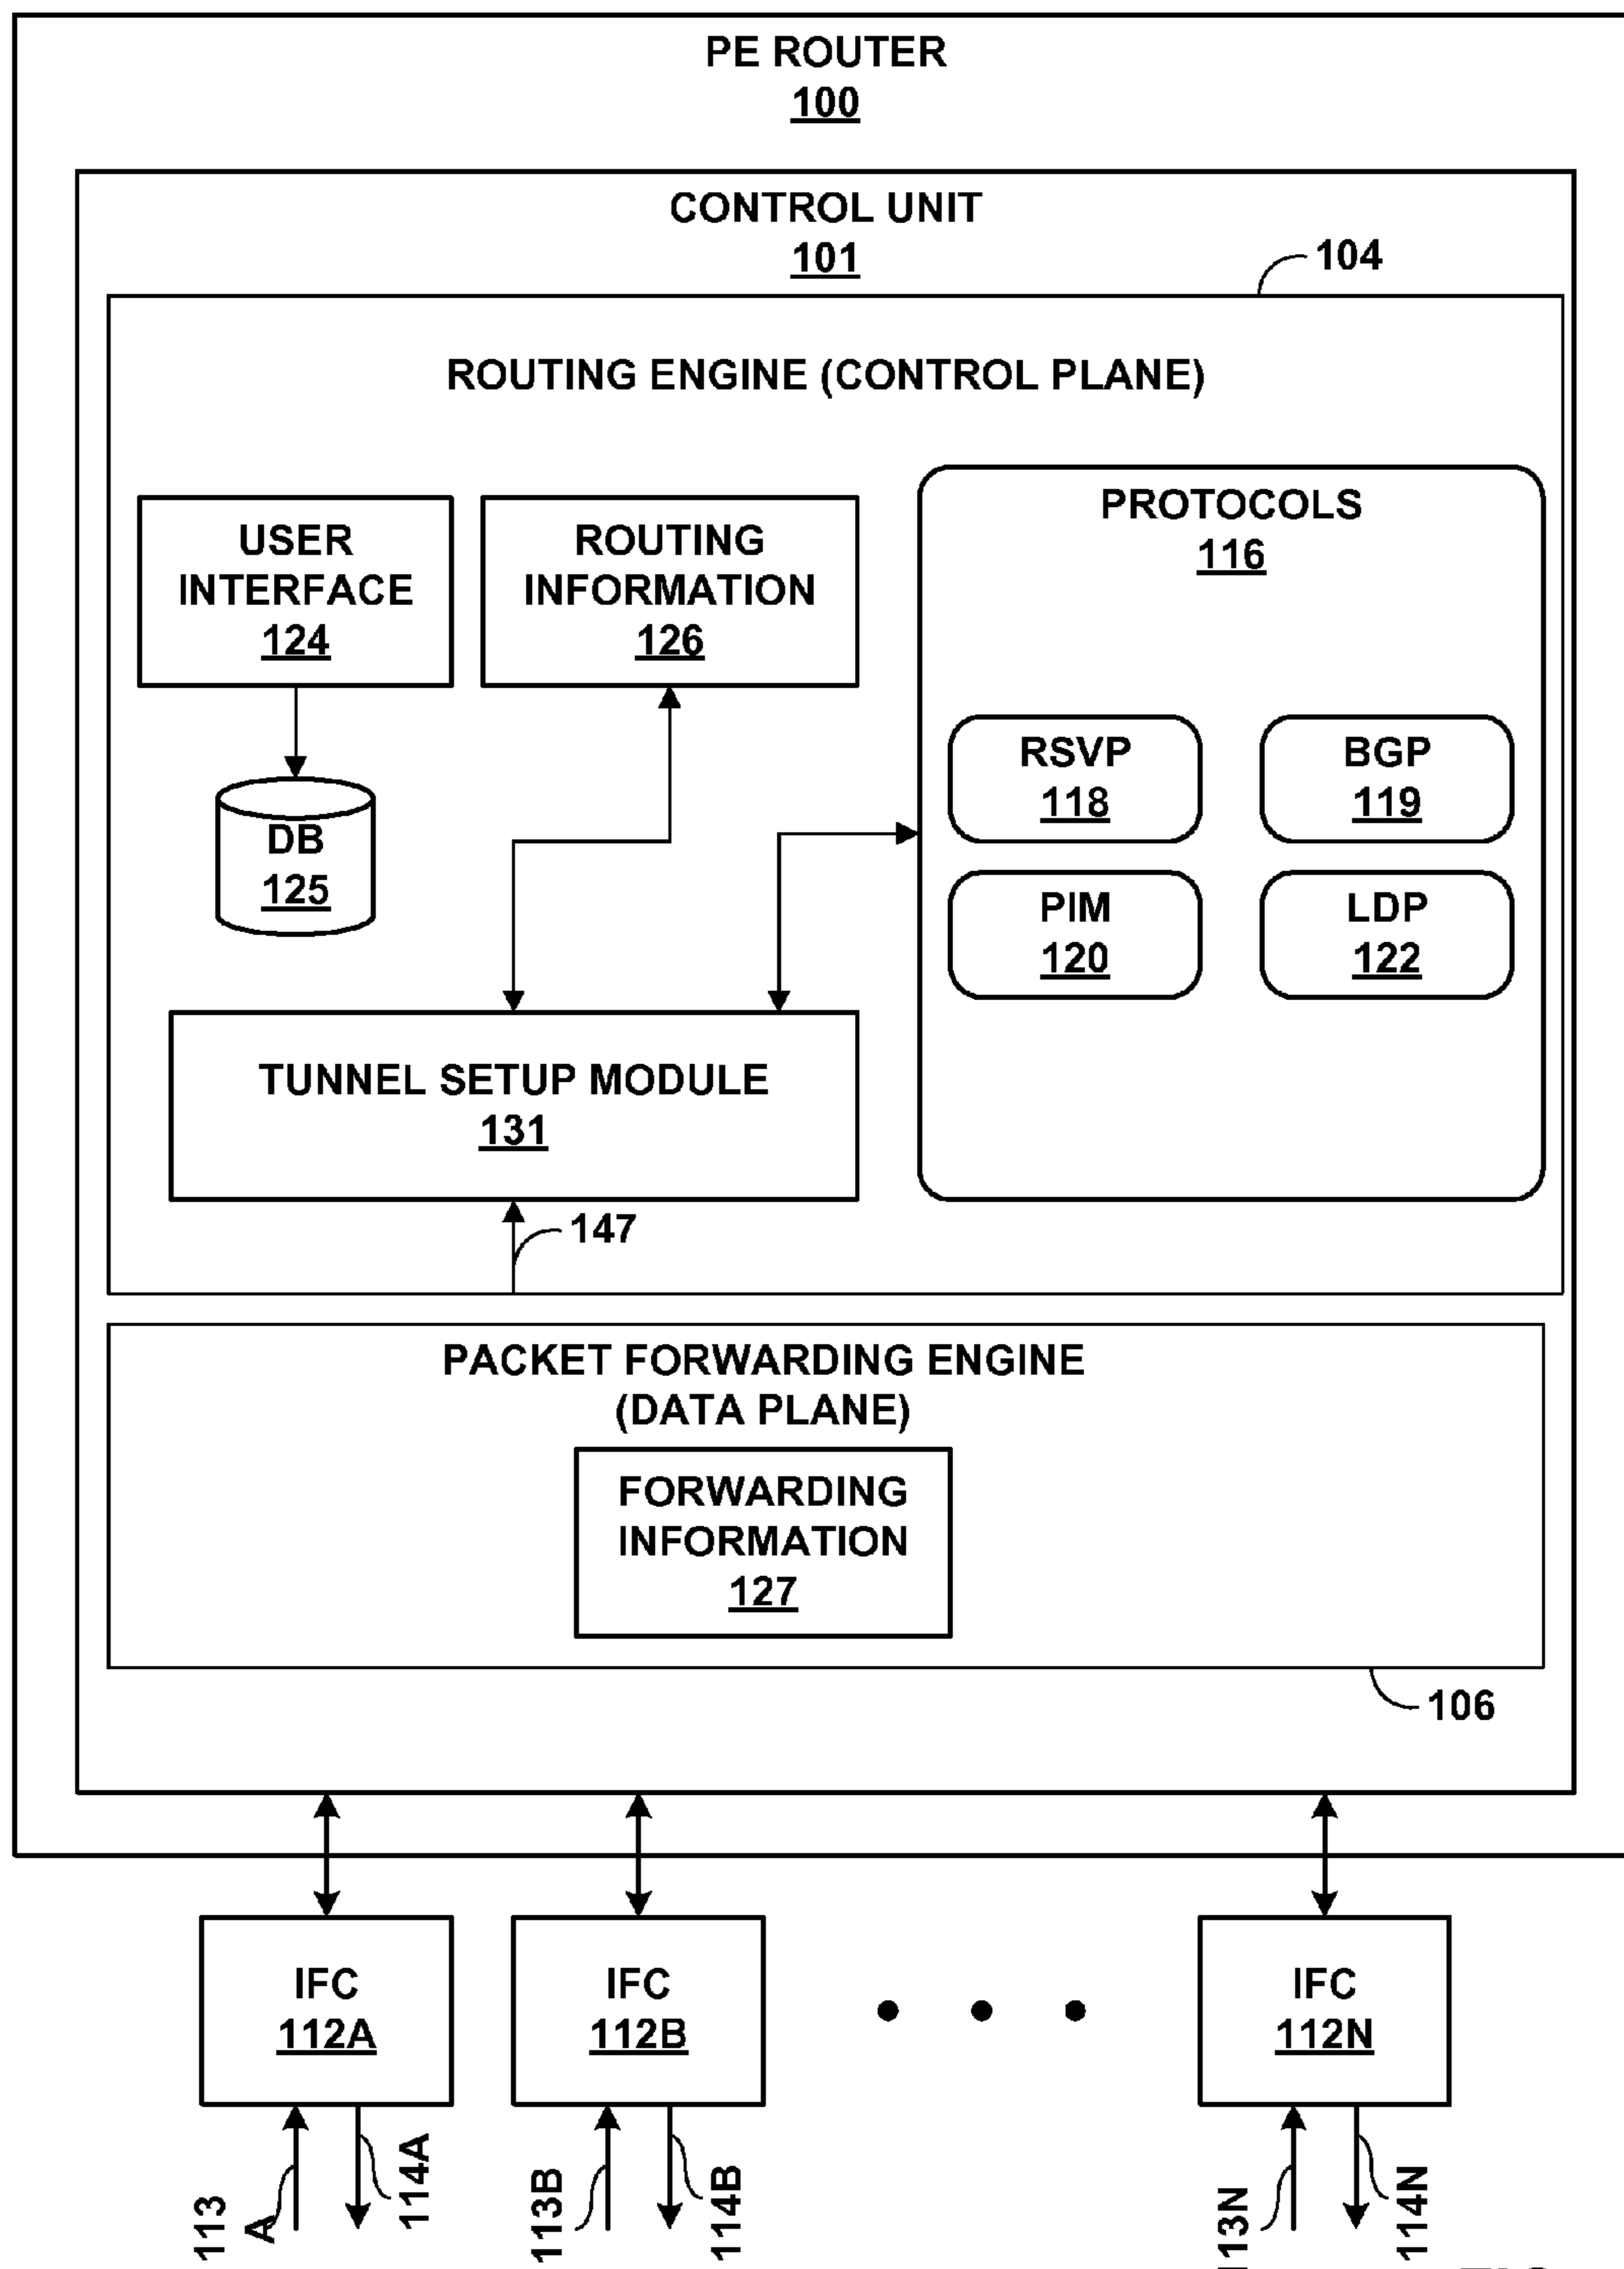 PE ROUTER
100
CONTROL UNIT
101
104
ROUTING ENGINE (CONTROL PLANE)
USER
INTERFACE
124
ROUTING
INFORMATION
126
PROTOCOLS
116
RSVP
118
BGP
119
DB
125
PIM
120
LDP
122
TUNNEL SETUP MODULE
131
147
PACKET FORWARDING ENGINE
(DATA PLANE)
FORWARDING
INFORMATION
127
106
IFC
112A
IFC
112B
IFC
112N
113
A
114A
113B
114B
113N
114N